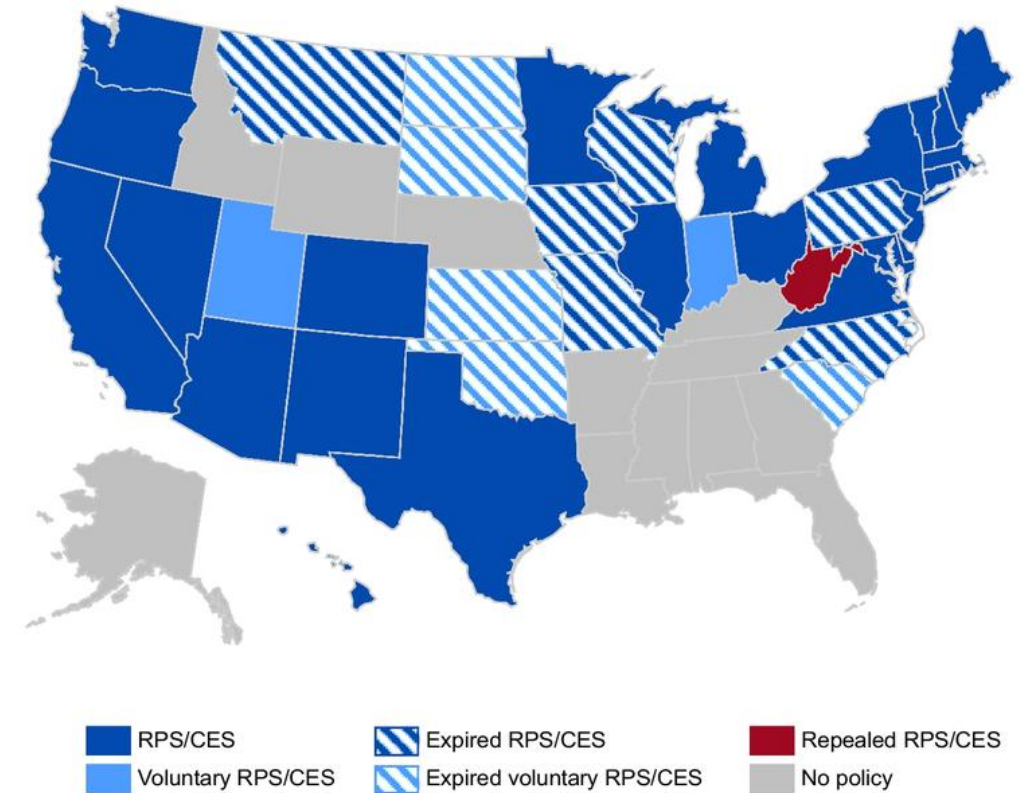 RPS/CES
Expired RPS/CES
Repealed RPS/CES
Voluntary RPS/CES
Expired voluntary RPS/CES
No policy